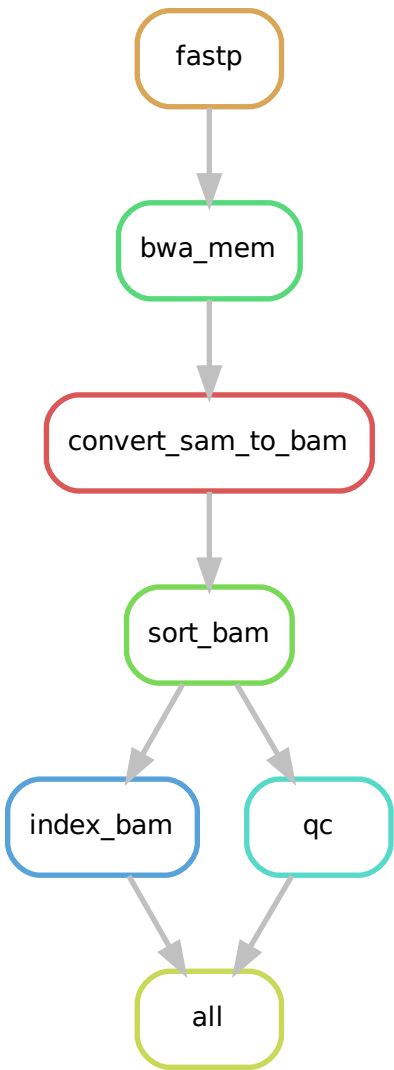 fastp
bwa_mem
convert_sam_to_bam
sort_bam
index_bam
qc
all